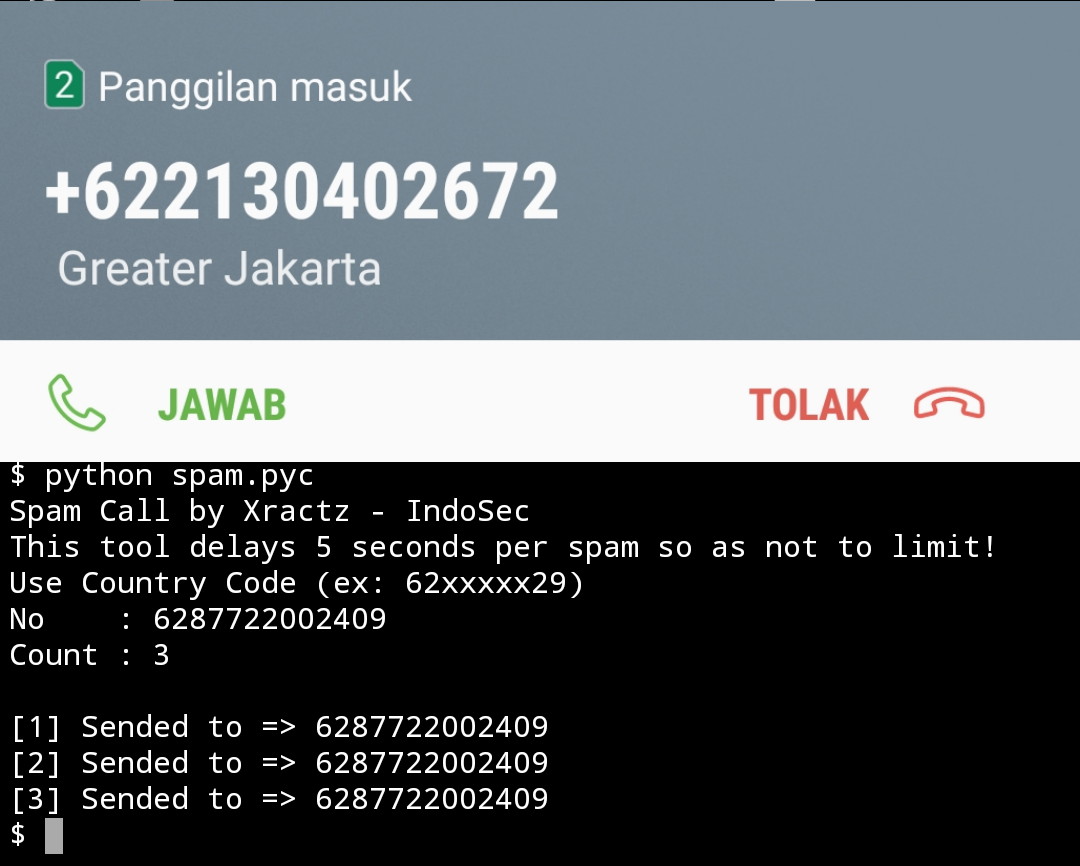 2 Panggilan masuk
+622130402672
Greater Jakarta
JAWAB TOLAK
$ python spam.pyc
Spam Call by Xractz - IndoSec
This tool delays 5 seconds per spam so as not to limit!
Use Country Code (ex: 62xxxxx29)
No    : 6287722002409
Count : 3
[1] Sended to => 6287722002409
[2] Sended to => 6287722002409
[3] Sended to => 6287722002409
$